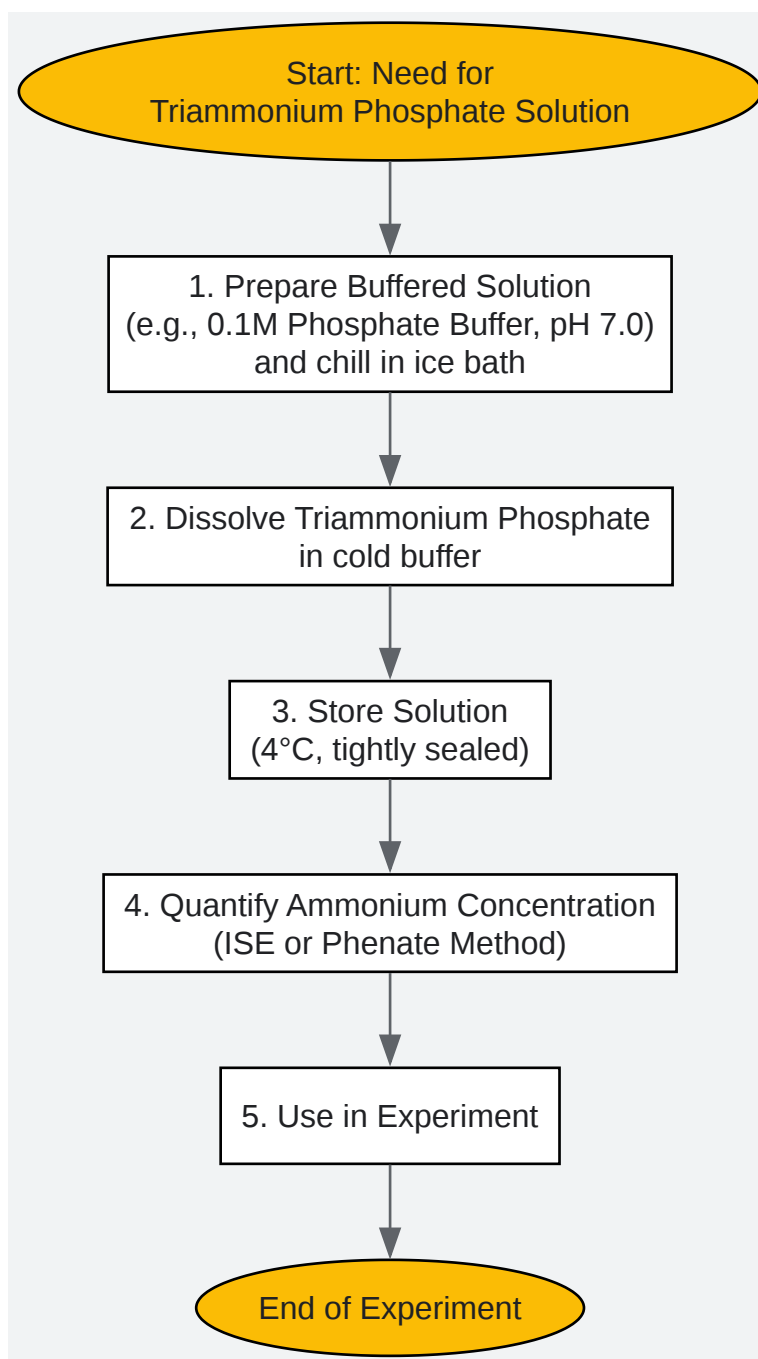 Start: Need for
Triammonium Phosphate Solution
1. Prepare Buffered Solution
(e.g., 0.1M Phosphate Buffer, pH 7.0)
and chill in ice bath
2. Dissolve Triammonium Phosphate
in cold buffer
3. Store Solution
(4°C, tightly sealed)
4. Quantify Ammonium Concentration
(ISE or Phenate Method)
5. Use in Experiment
End of Experiment